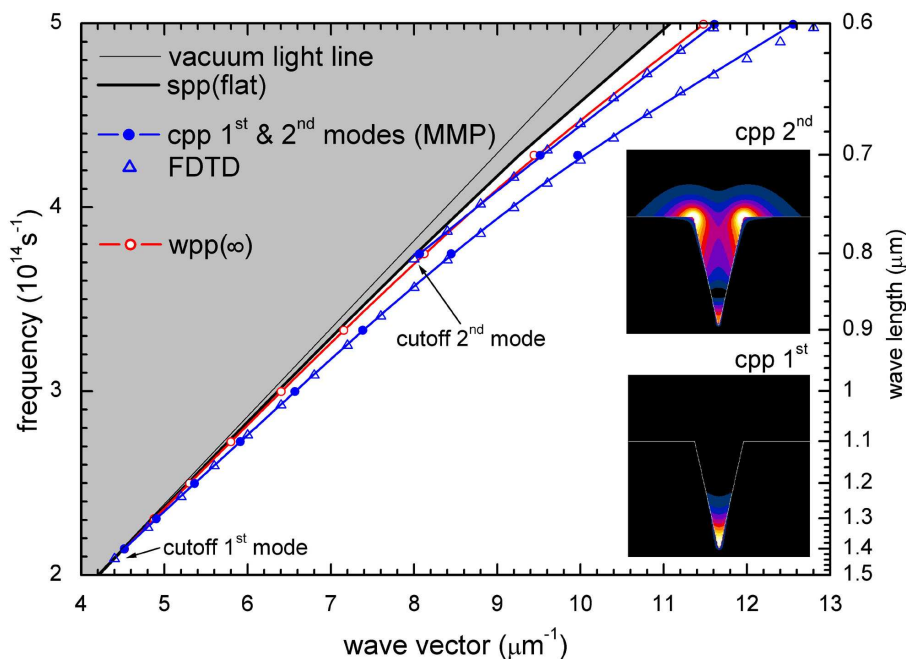 vacuum light line
spp(flat)
cpp 1st & 2nd modes (MMP)
FDTD
wpp(∞)
cutoff 2nd mode
cutoff 1st mode
cpp 2nd
cpp 1st
frequency (10^14 s^-1)
5
4
3
2
4 5 6 7 8 9 10 11 12 13
wave vector (μm^-1)
0.6
0.7
0.8
0.9
1
1.1
1.2
1.3
1.4
1.5
wave length (μm)